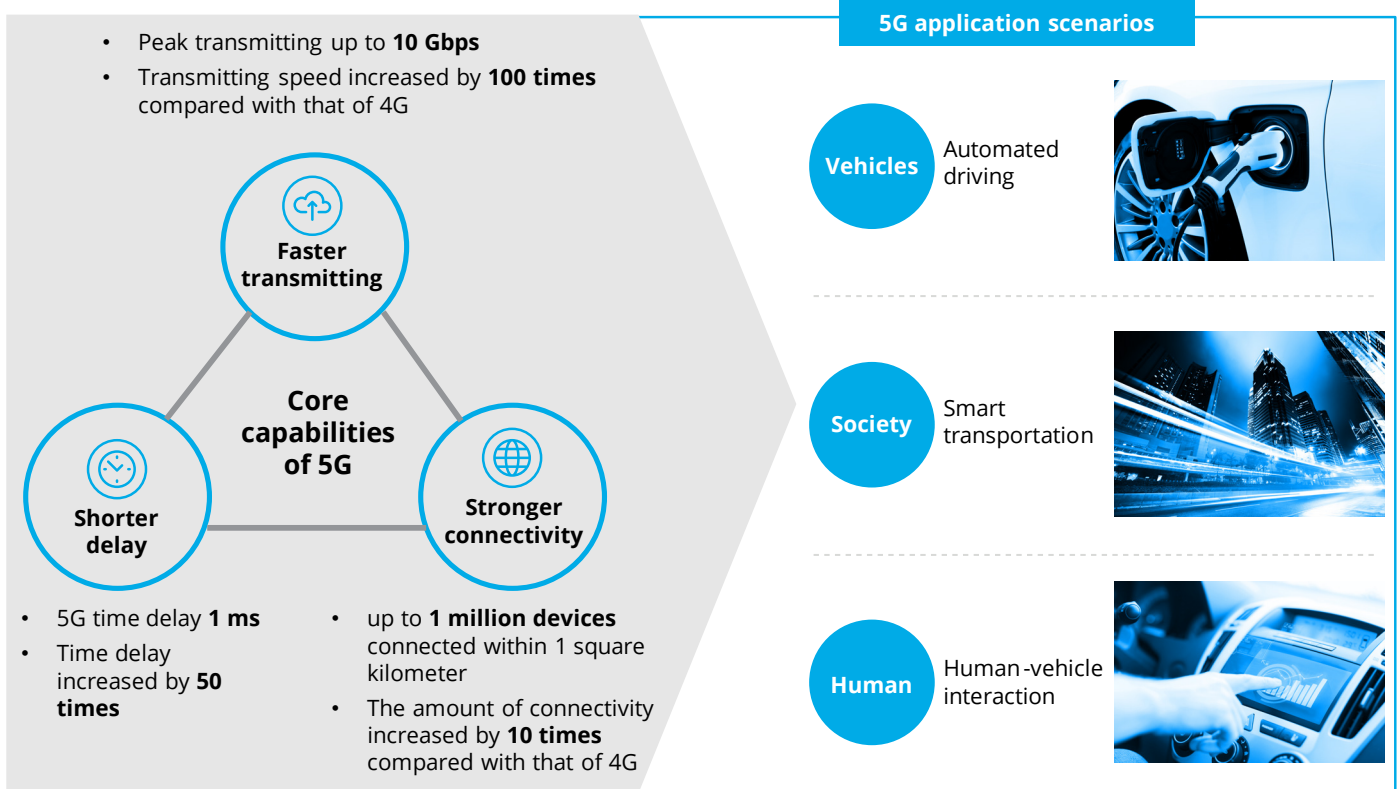 • Peak transmitting up to 10 Gbps
• Transmitting speed increased by 100 times
compared with that of 4G
Faster
transmitting
Core
capabilities
of 5G
Shorter
delay
Stronger
connectivity
• 5G time delay 1 ms
• Time delay
increased by 50
times
• up to 1 million devices
connected within 1 square
kilometer
• The amount of connectivity
increased by 10 times
compared with that of 4G
5G application scenarios
Vehicles
Automated
driving
Society
Smart
transportation
Human
Human-vehicle
interaction